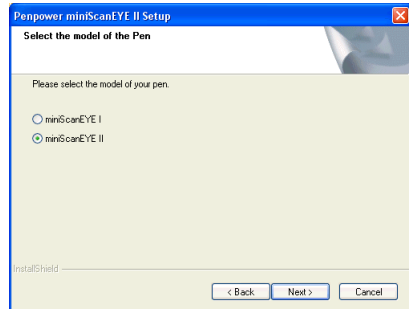 Penpower miniScanEYE II Setup
Select the model of the Pen
Please select the model of your pen.
miniScanEYE I
miniScanEYE II
InstallShield
< Back Next > Cancel